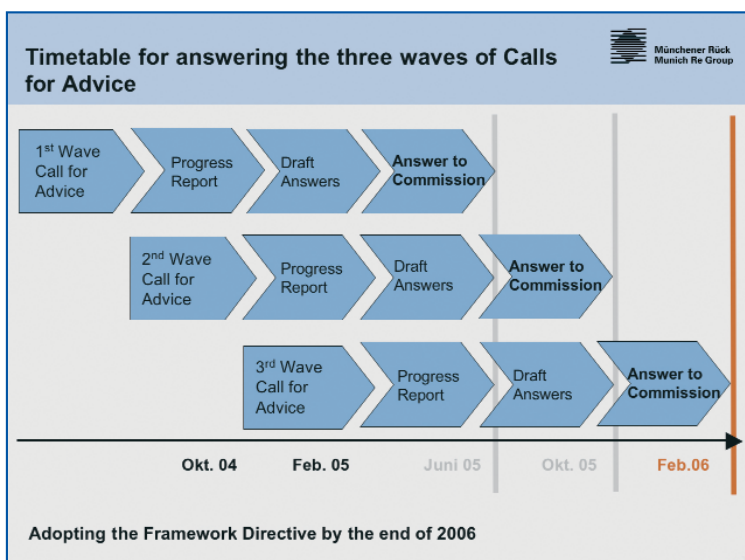 Timetable for answering the three waves of Calls
for Advice
Münchener Rück
Munich Re Group
1st Wave
Call for
Advice
Progress
Report
Draft
Answers
Answer to
Commission
2nd Wave
Call for
Advice
Progress
Report
Draft
Answers
Answer to
Commission
3rd Wave
Call for
Advice
Progress
Report
Draft
Answers
Answer to
Commission
Okt. 04
Feb. 05
Juni 05
Okt. 05
Feb.06
Adopting the Framework Directive by the end of 2006